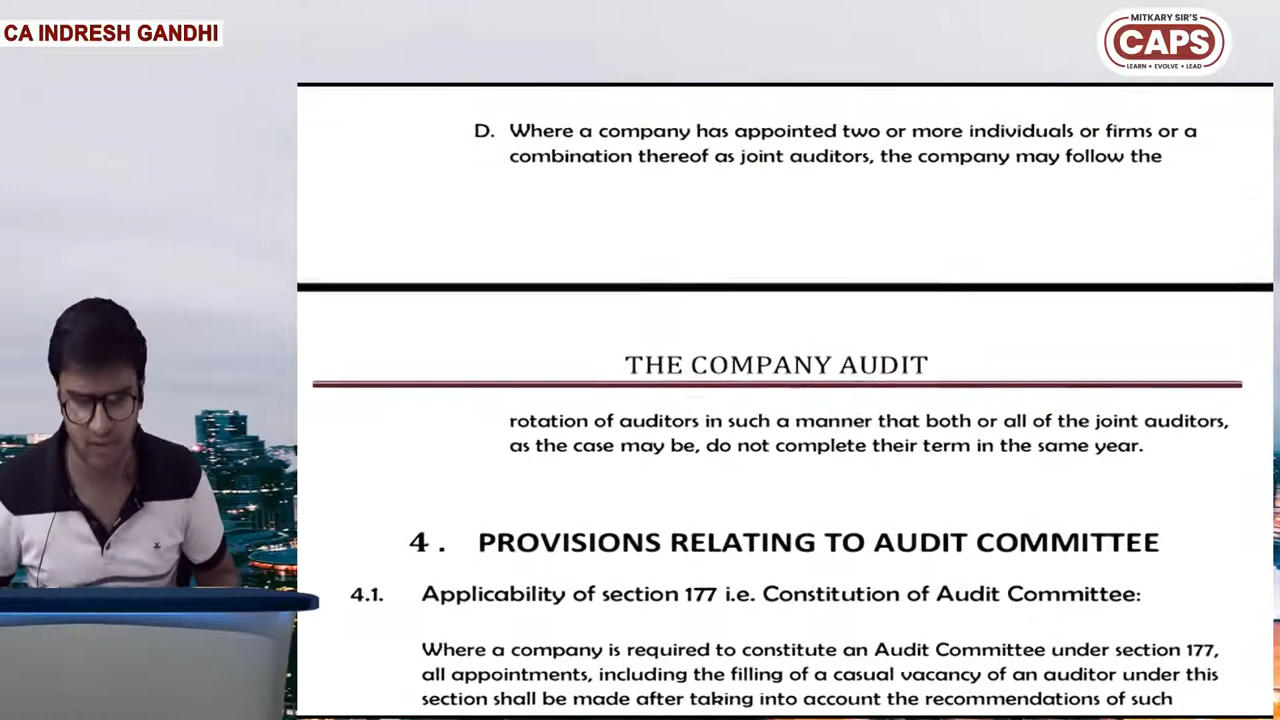 CA INDRESH GANDHI
MITKARY SIR'S
CAPS
LEARN • EVOLVE • LEAD
D. Where a company has appointed two or more individuals or firms or a
combination thereof as joint auditors, the company may follow the
THE COMPANY AUDIT
rotation of auditors in such a manner that both or all of the joint auditors,
as the case may be, do not complete their term in the same year.
4. PROVISIONS RELATING TO AUDIT COMMITTEE
4.1. Applicability of section 177 i.e. Constitution of Audit Committee:
Where a company is required to constitute an Audit Committee under section 177,
all appointments, including the filling of a casual vacancy of an auditor under this
section shall be made after taking into account the recommendations of such